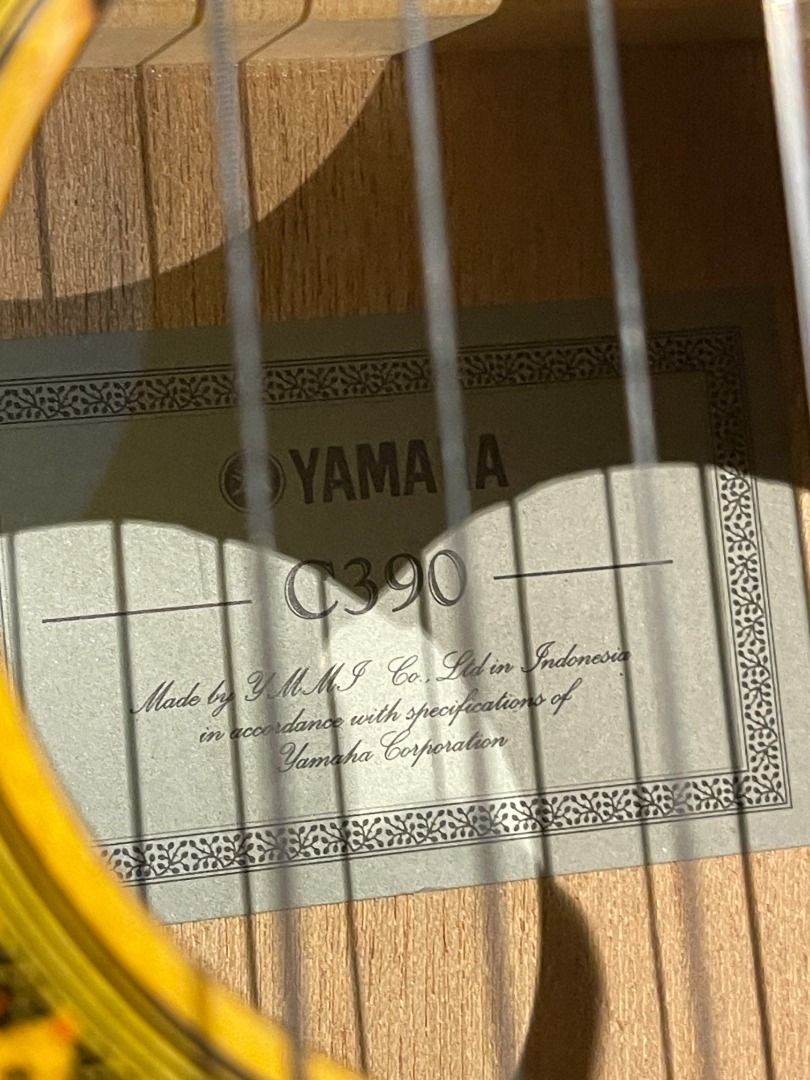 YAMAHA
C390
Made by YMMI Co., Ltd in Indonesia
in accordance with specifications of
Yamaha Corporation